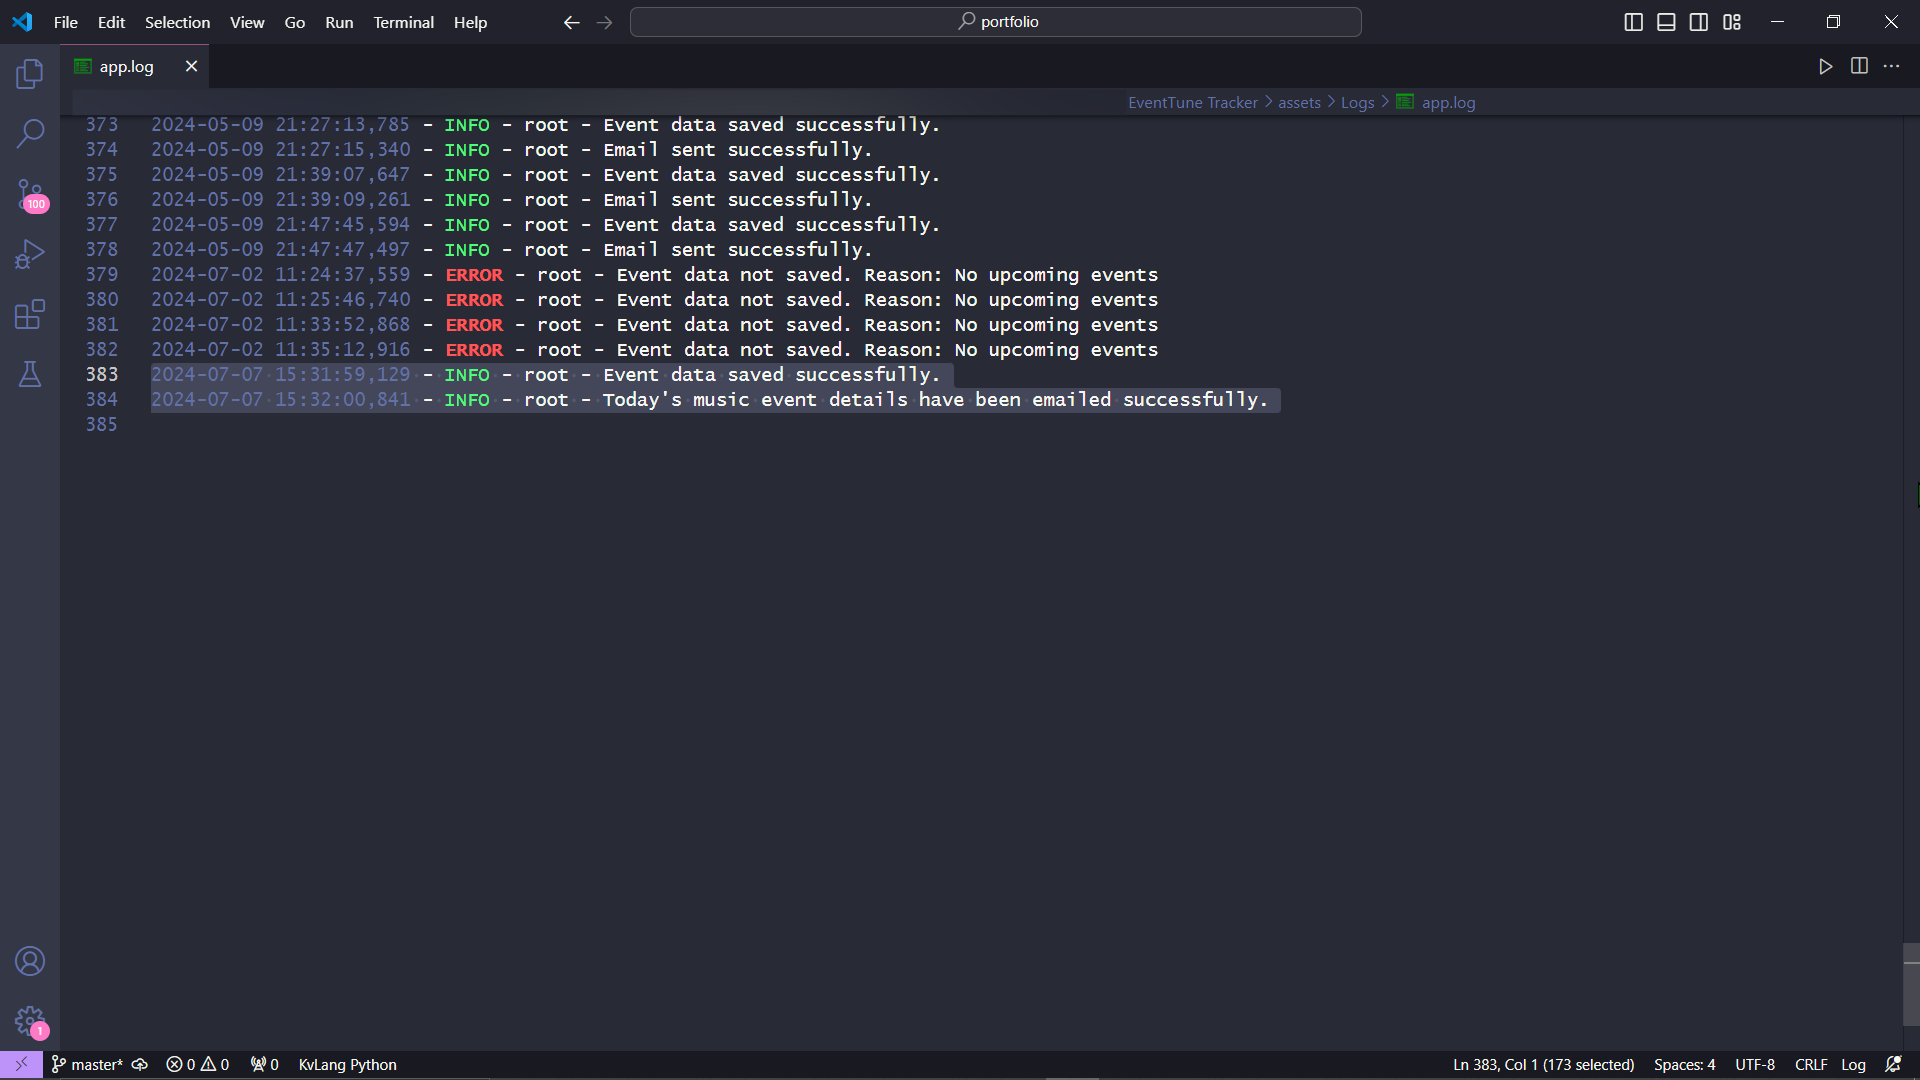 File Edit Selection View Go Run Terminal Help portfolio
app.log
EventTune Tracker > assets > Logs > app.log
373 2024-05-09 21:27:13,785 - INFO - root - Event data saved successfully.
374 2024-05-09 21:27:15,340 - INFO - root - Email sent successfully.
375 2024-05-09 21:39:07,647 - INFO - root - Event data saved successfully.
376 2024-05-09 21:39:09,261 - INFO - root - Email sent successfully.
377 2024-05-09 21:47:45,594 - INFO - root - Event data saved successfully.
378 2024-05-09 21:47:47,497 - INFO - root - Email sent successfully.
379 2024-07-02 11:24:37,559 - ERROR - root - Event data not saved. Reason: No upcoming events
380 2024-07-02 11:25:46,740 - ERROR - root - Event data not saved. Reason: No upcoming events
381 2024-07-02 11:33:52,868 - ERROR - root - Event data not saved. Reason: No upcoming events
382 2024-07-02 11:35:12,916 - ERROR - root - Event data not saved. Reason: No upcoming events
383 2024-07-07 15:31:59,129 - INFO - root - Event data saved successfully.
384 2024-07-07 15:32:00,841 - INFO - root - Today's music event details have been emailed successfully.
385
100
1
master* 0 0 0 KvLang Python Ln 383, Col 1 (173 selected) Spaces: 4 UTF-8 CRLF Log